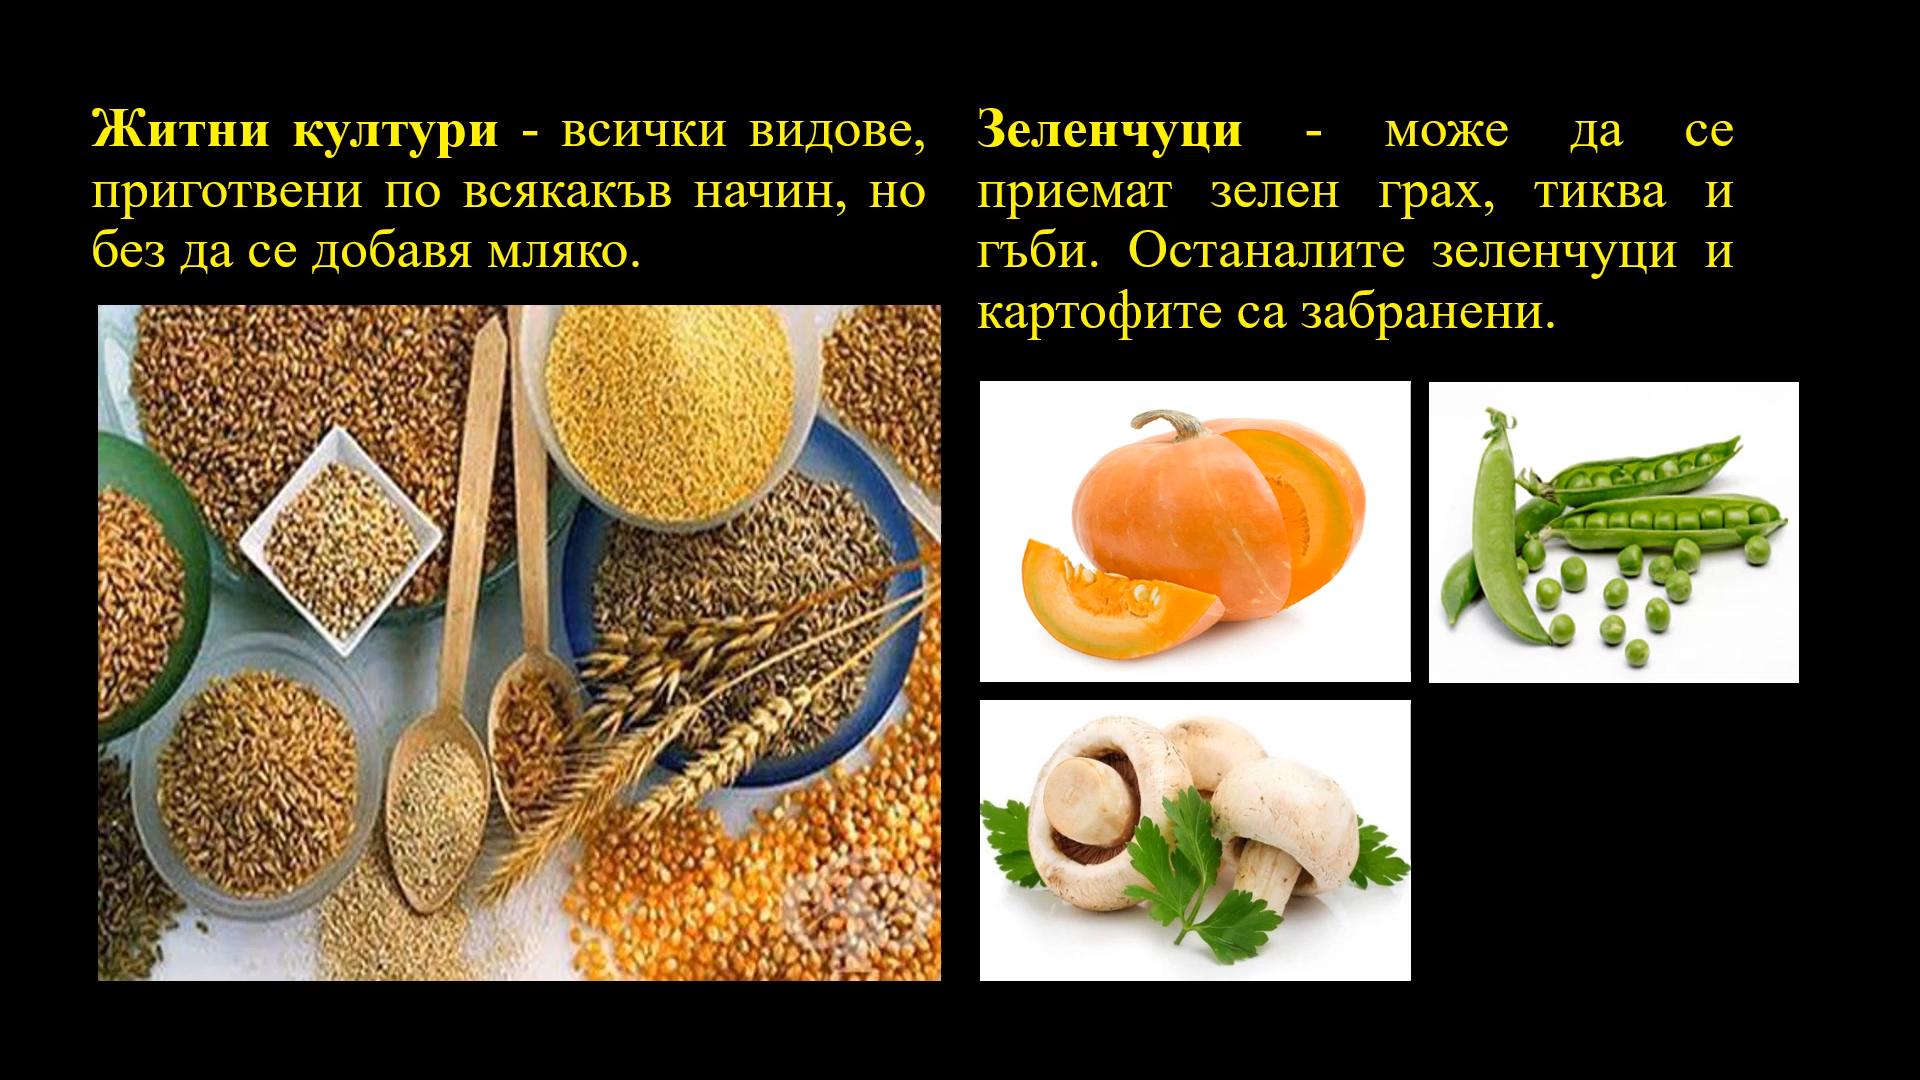 Житни култури - всички видове,
приготвени по всякакъв начин, но
без да се добавя мляко.
Зеленчуци - може да се
приемат зелен грах, тиква и
гъби. Останалите зеленчуци и
картофите са забранени.